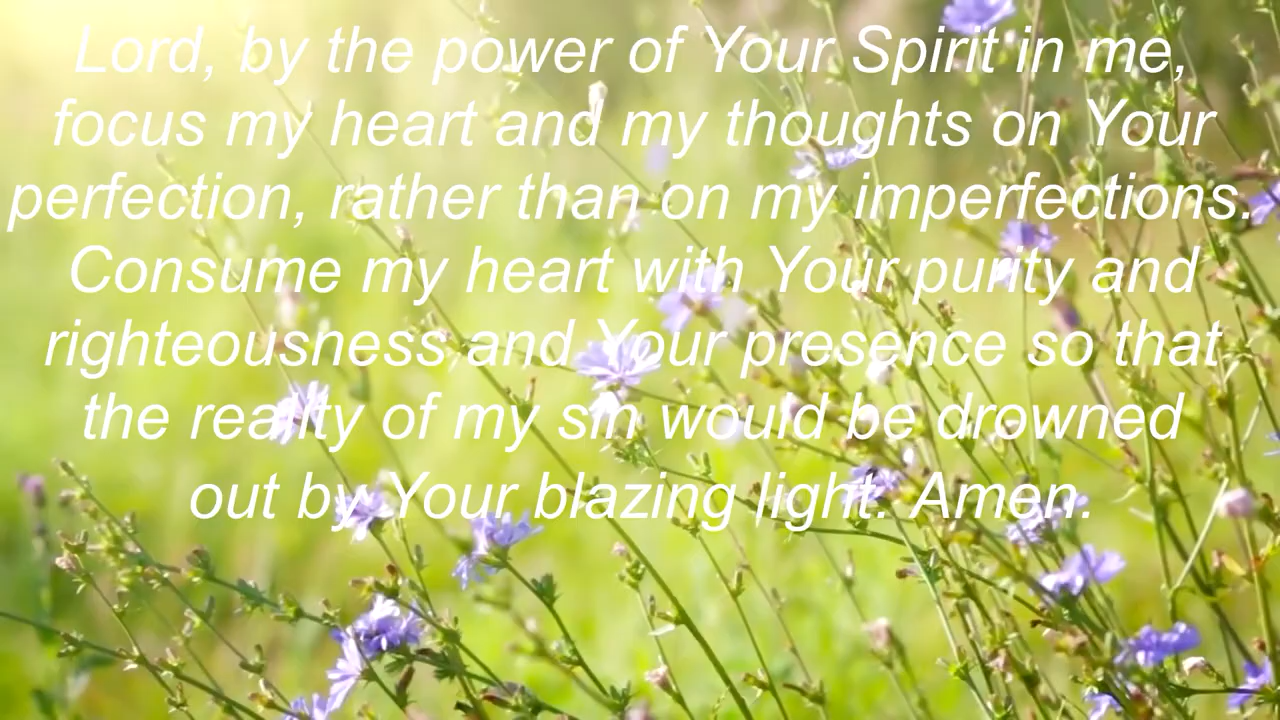 Lord, by the power of Your Spirit in me,
focus my heart and my thoughts on Your
perfection, rather than on my imperfections.
Consume my heart with Your purity and
righteousness and Your presence so that
the reality of my sin would be drowned
out by Your blazing light. Amen.